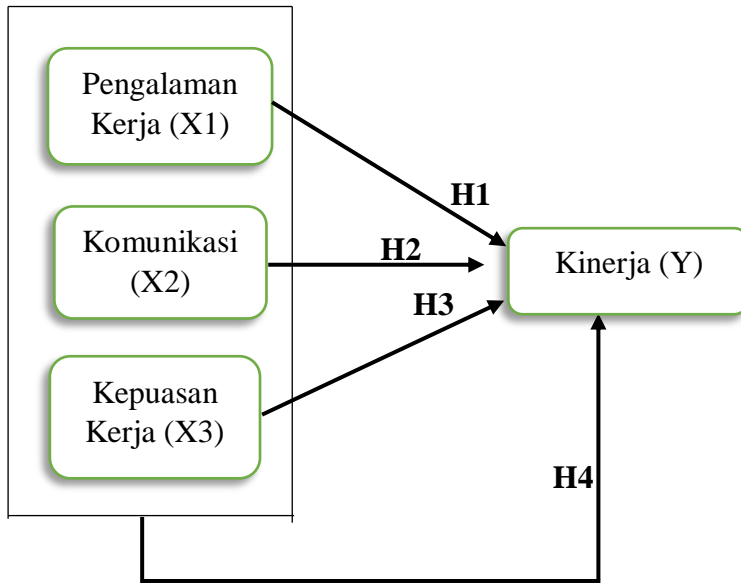 Pengalaman
Kerja (X1)
H1
Komunikasi
(X2)
H2
Kinerja (Y)
H3
Kepuasan
Kerja (X3)
H4